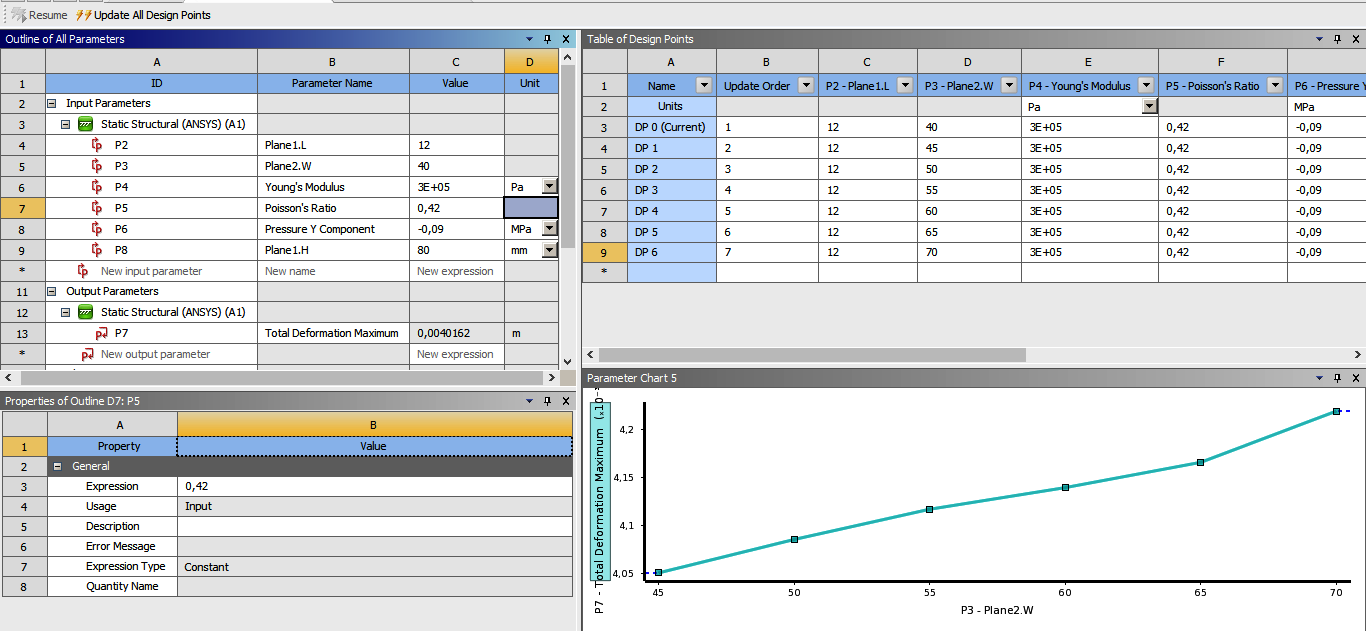 Resume Update All Design Points
Outline of All Parameters
A B C D
1 ID Parameter Name Value Unit
2 Input Parameters
3 Static Structural (ANSYS) (A1)
4 P2 Plane1.L 12
5 P3 Plane2.W 40
6 P4 Young's Modulus 3E+05 Pa
7 P5 Poisson's Ratio 0,42
8 P6 Pressure Y Component -0,09 MPa
9 P8 Plane1.H 80 mm
* New input parameter New name New expression
11 Output Parameters
12 Static Structural (ANSYS) (A1)
13 P7 Total Deformation Maximum 0,0040162 m
* New output parameter New expression
Properties of Outline D7: P5
A B
1 Property Value
2 General
3 Expression 0,42
4 Usage Input
5 Description
6 Error Message
7 Expression Type Constant
8 Quantity Name
Table of Design Points
A B C D E F
1 Name Update Order P2 - Plane1.L P3 - Plane2.W P4 - Young's Modulus P5 - Poisson's Ratio P6 - Pressure Y
2 Units Pa MPa
3 DP 0 (Current) 1 12 40 3E+05 0,42 -0,09
4 DP 1 2 12 45 3E+05 0,42 -0,09
5 DP 2 3 12 50 3E+05 0,42 -0,09
6 DP 3 4 12 55 3E+05 0,42 -0,09
7 DP 4 5 12 60 3E+05 0,42 -0,09
8 DP 5 6 12 65 3E+05 0,42 -0,09
9 DP 6 7 12 70 3E+05 0,42 -0,09
*
Parameter Chart 5
P7 - Total Deformation Maximum (x10-
4,2
4,15
4,1
4,05
45 50 55 60 65 70
P3 - Plane2.W